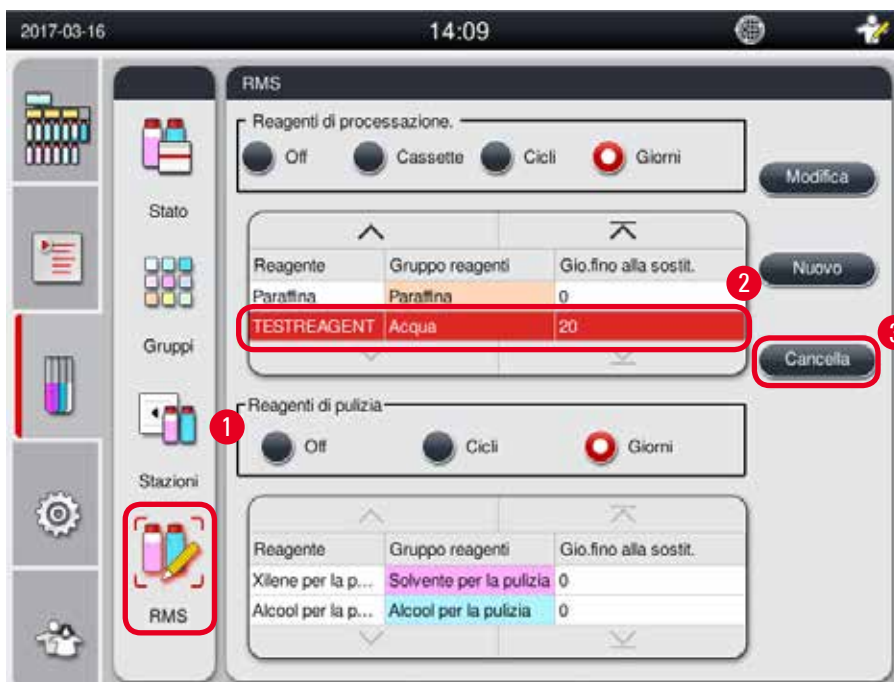 2017-03-16 14:09
RMS
Reagenti di processazione.
Off Cassette Cicli Giorni
Modifica
Stato
Reagente Gruppo reagenti Gio.fino alla sostit.
Nuovo
2
Paraffina Paraffina 0
TESTREAGENT Acqua 20
3
Gruppi
Cancella
Reagenti di pulizia
1
Off Cicli Giorni
Stazioni
Reagente Gruppo reagenti Gio.fino alla sostit.
Xilene per la p... Solvente per la pulizia 0
Alcool per la p... Alcool per la pulizia 0
RMS